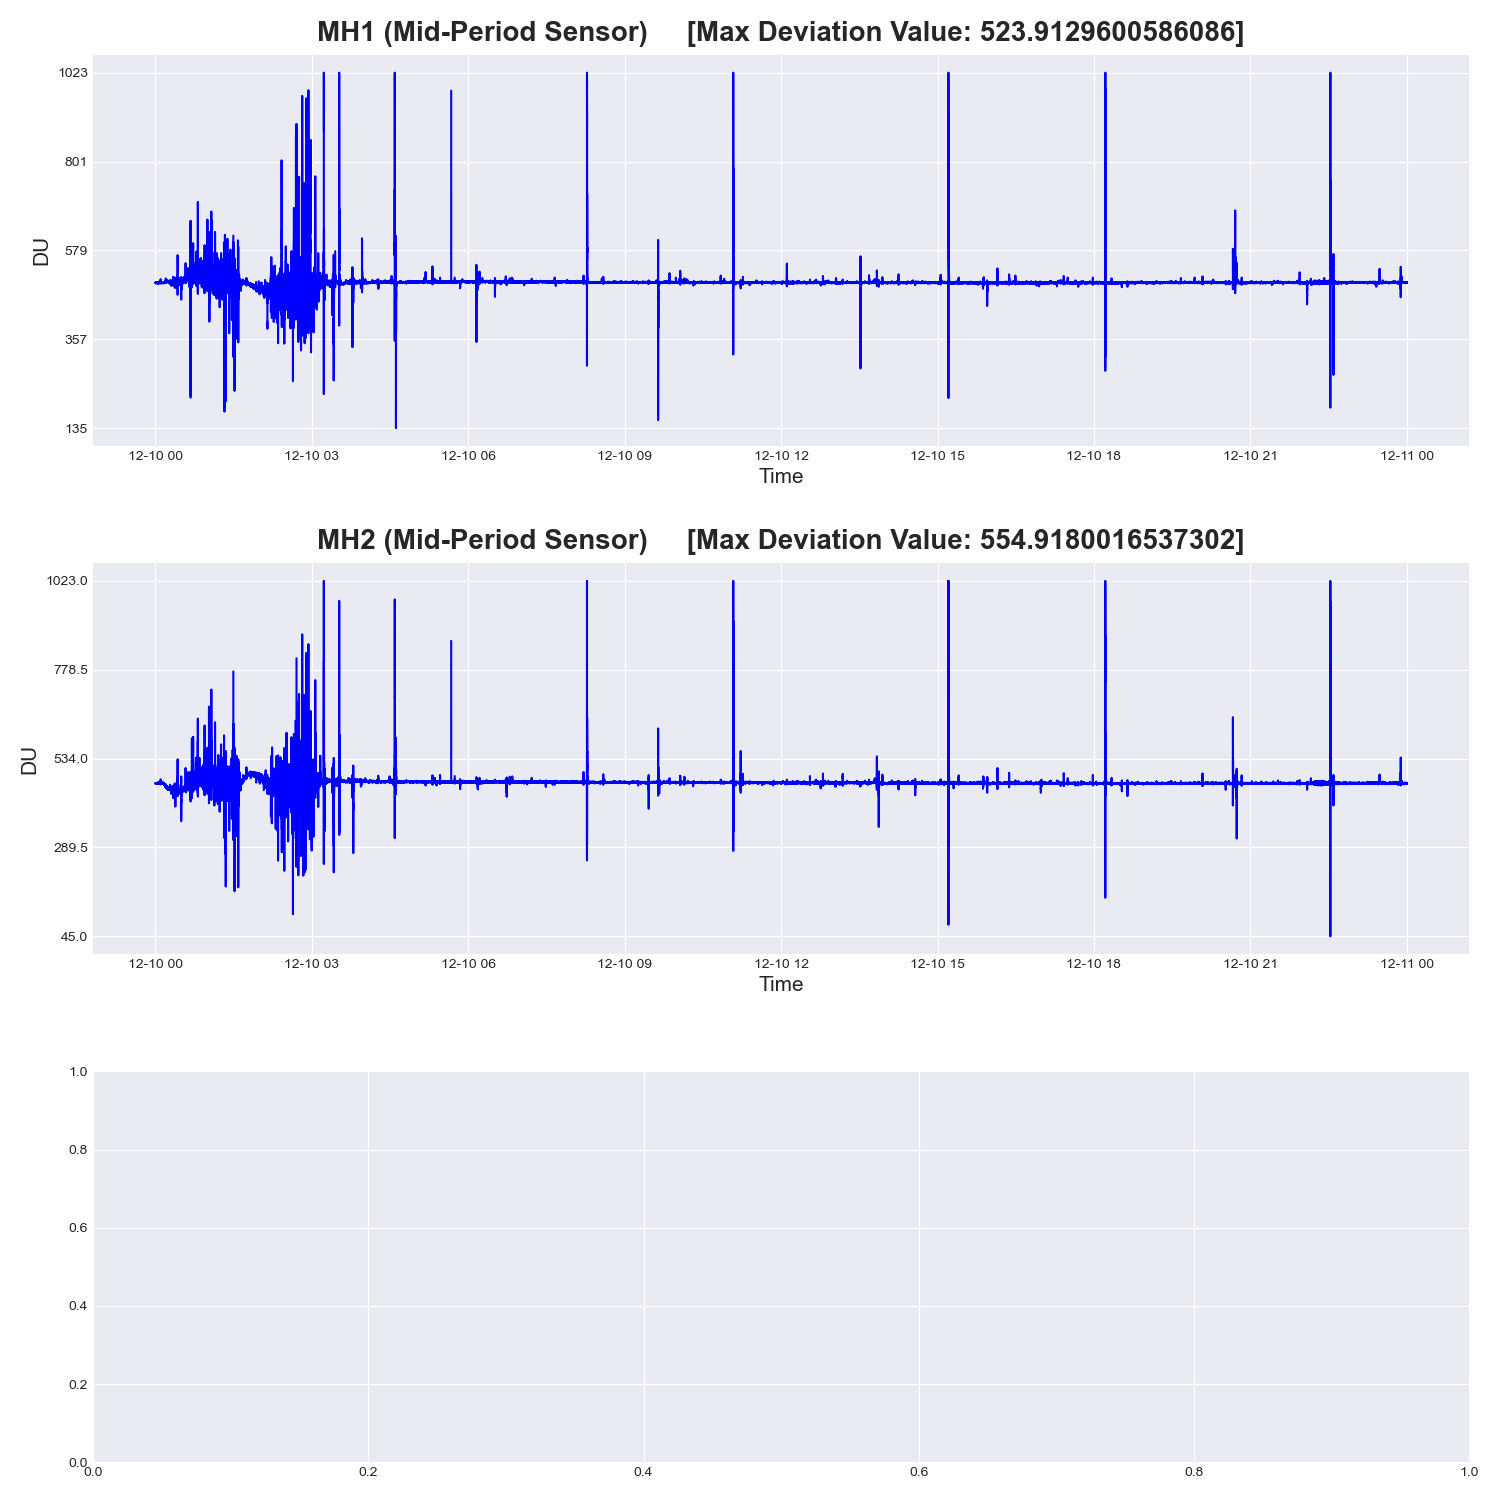 MH1 (Mid-Period Sensor) [Max Deviation Value: 523.9129600586086]
1023
801
579
357
135
DU
12-10 00 12-10 03 12-10 06 12-10 09 12-10 12 12-10 15 12-10 18 12-10 21 12-11 00
Time
MH2 (Mid-Period Sensor) [Max Deviation Value: 554.9180016537302]
1023.0
778.5
534.0
289.5
45.0
DU
12-10 00 12-10 03 12-10 06 12-10 09 12-10 12 12-10 15 12-10 18 12-10 21 12-11 00
Time
1.0
0.8
0.6
0.4
0.2
0.0
0.0 0.2 0.4 0.6 0.8 1.0